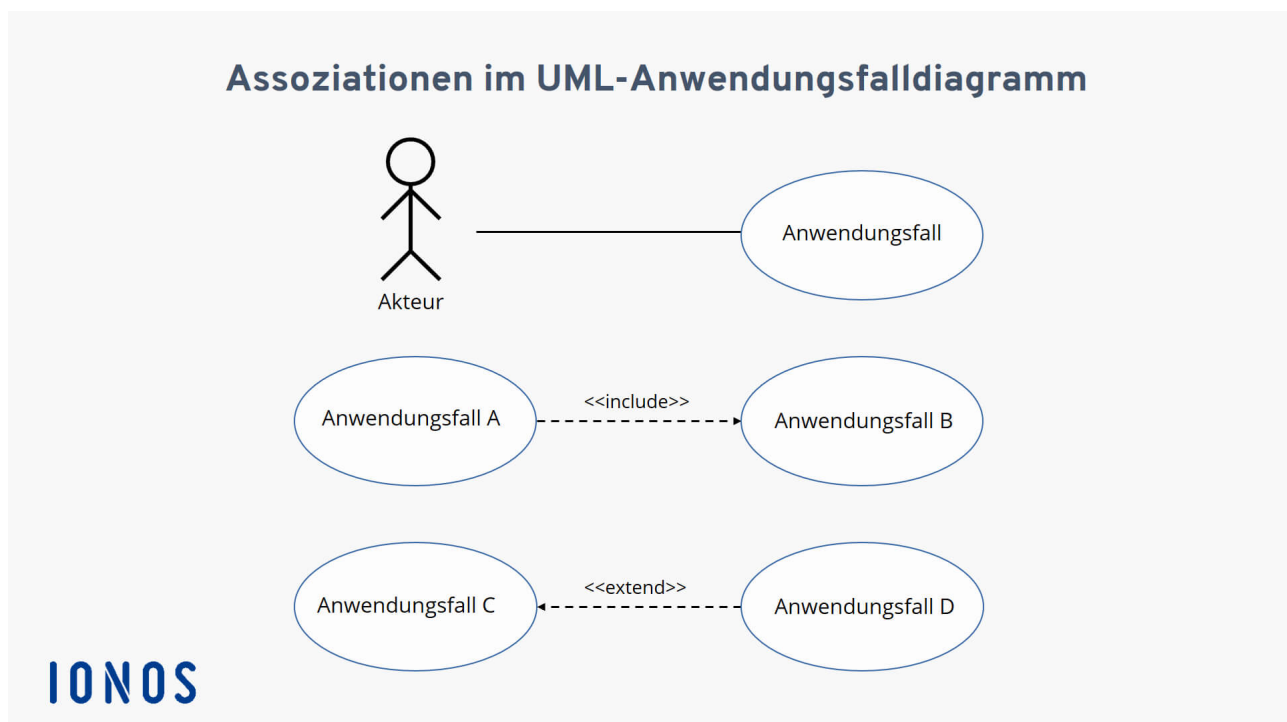 Assoziationen im UML-Anwendungsfalldiagramm
Anwendungsfall
Akteur
Anwendungsfall A
<<include>>
Anwendungsfall B
Anwendungsfall C
<<extend>>
Anwendungsfall D
IONOS